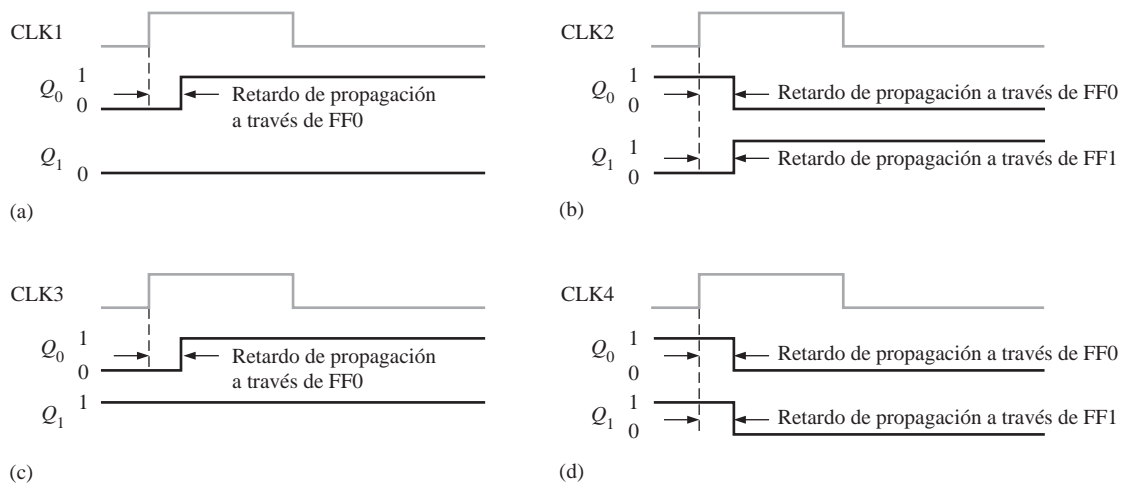 CLK1
1
Q0
0
Retardo de propagación
a través de FF0
Q1
0
(a)
CLK2
1
Q0
0
Retardo de propagación a través de FF0
1
Q1
0
Retardo de propagación a través de FF1
(b)
CLK3
1
Q0
0
Retardo de propagación
a través de FF0
Q1
1
(c)
CLK4
1
Q0
0
Retardo de propagación a través de FF0
1
Q1
0
Retardo de propagación a través de FF1
(d)